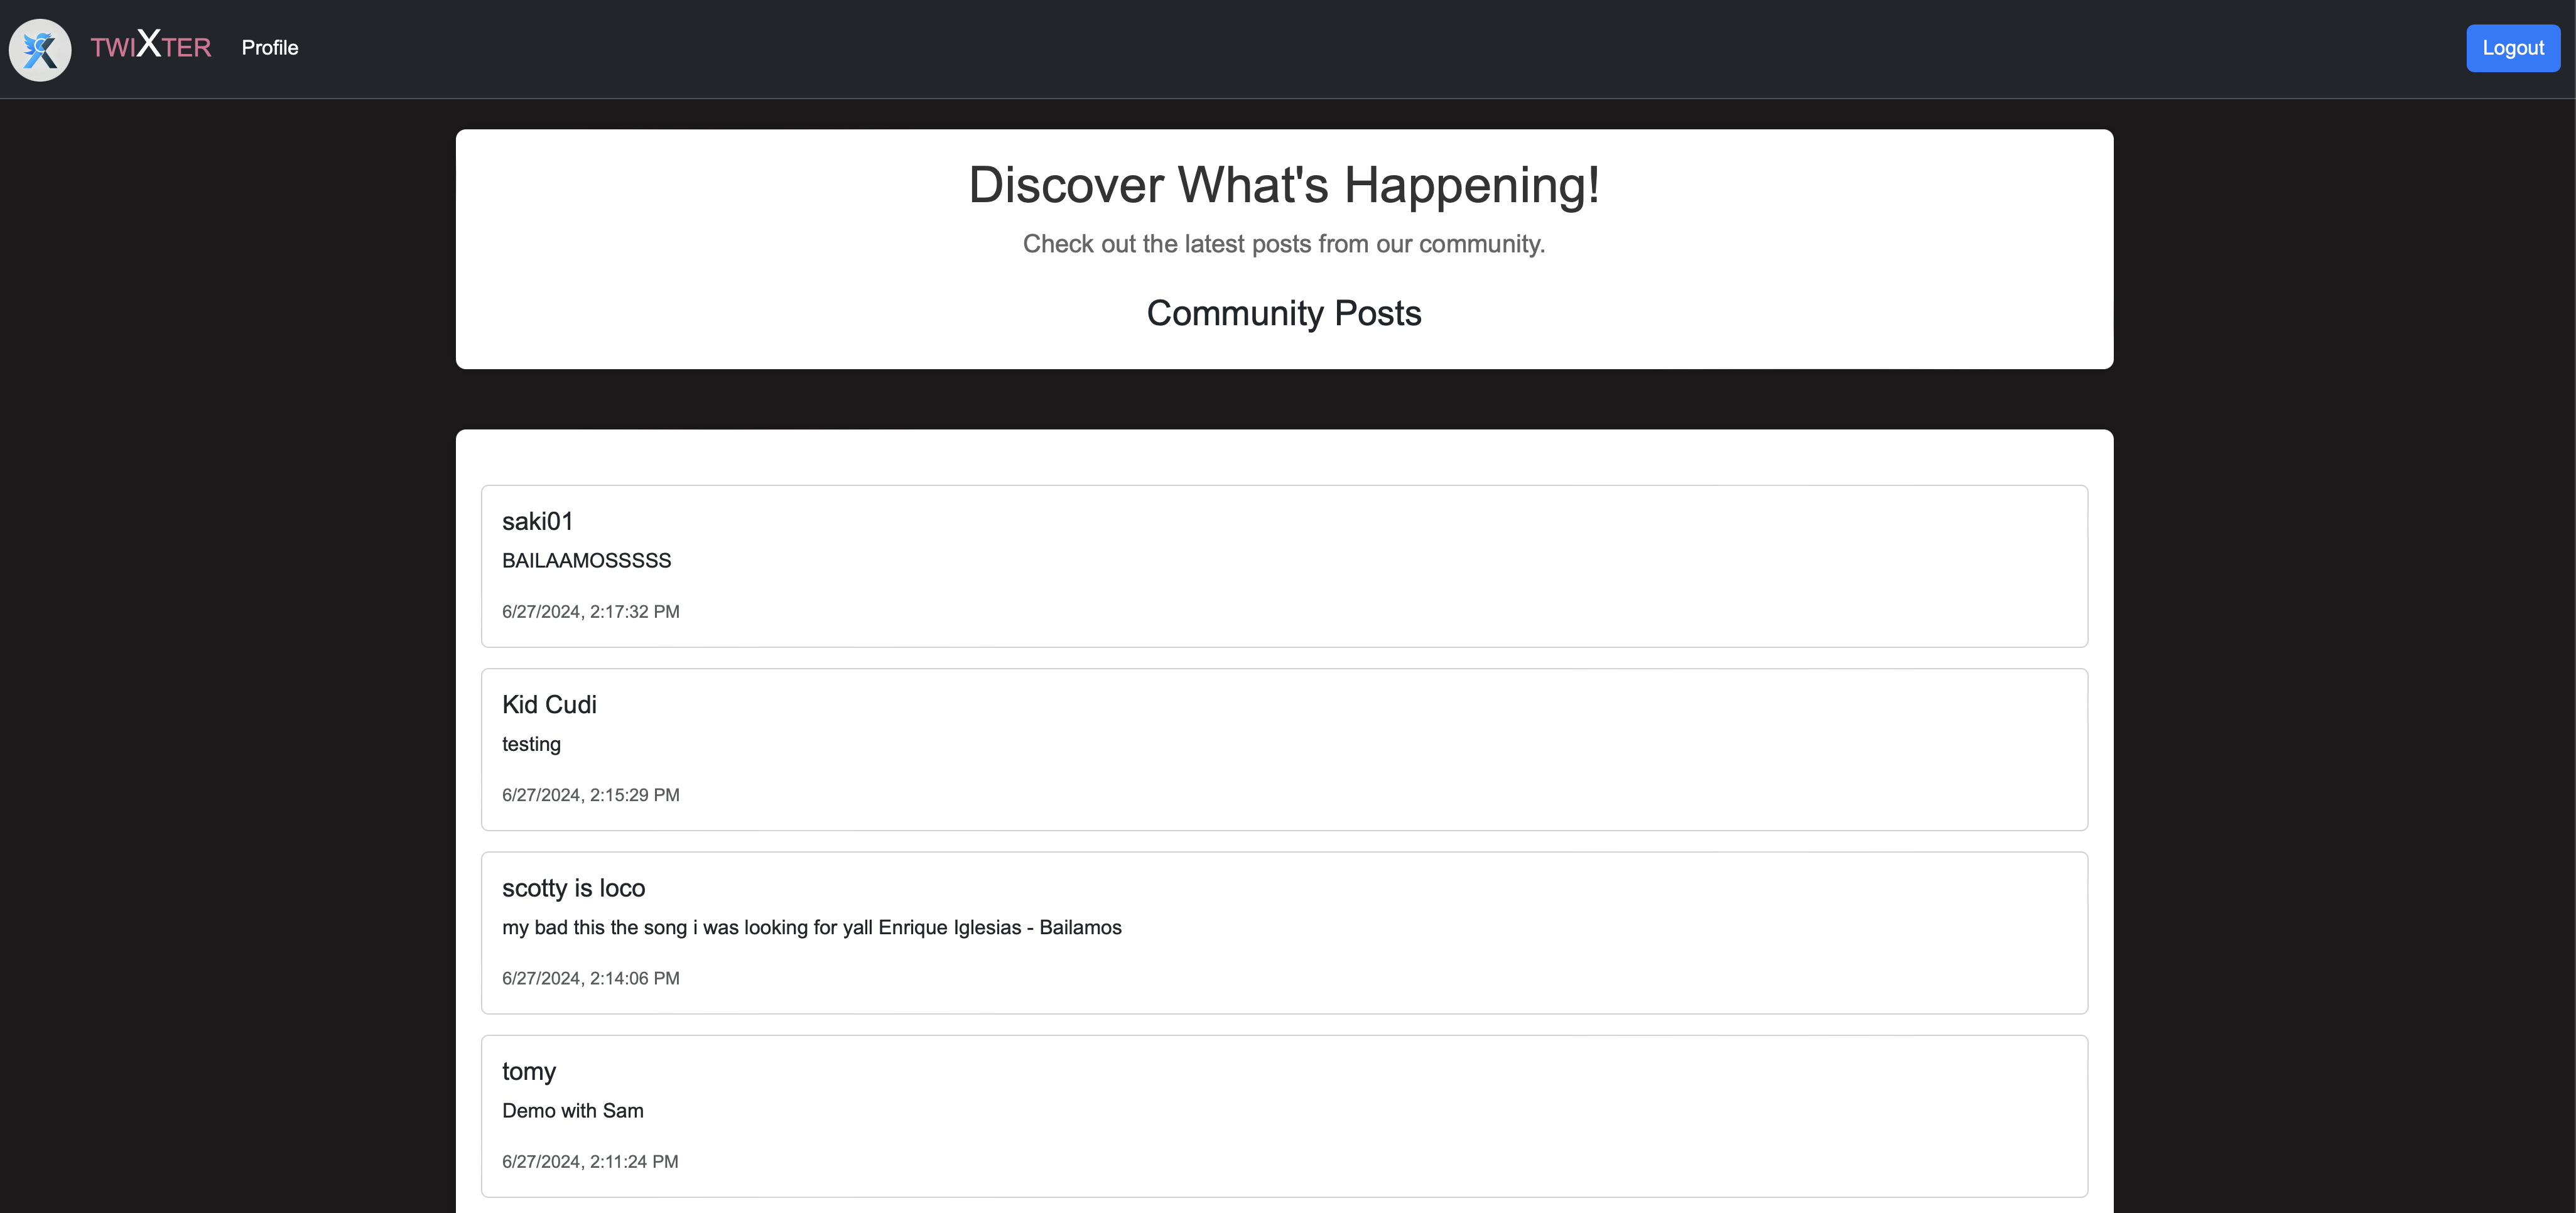 TWIXTER Profile Logout
Discover What's Happening!
Check out the latest posts from our community.
Community Posts
saki01
BAILAAMOSSSSS
6/27/2024, 2:17:32 PM
Kid Cudi
testing
6/27/2024, 2:15:29 PM
scotty is loco
my bad this the song i was looking for yall Enrique Iglesias - Bailamos
6/27/2024, 2:14:06 PM
tomy
Demo with Sam
6/27/2024, 2:11:24 PM